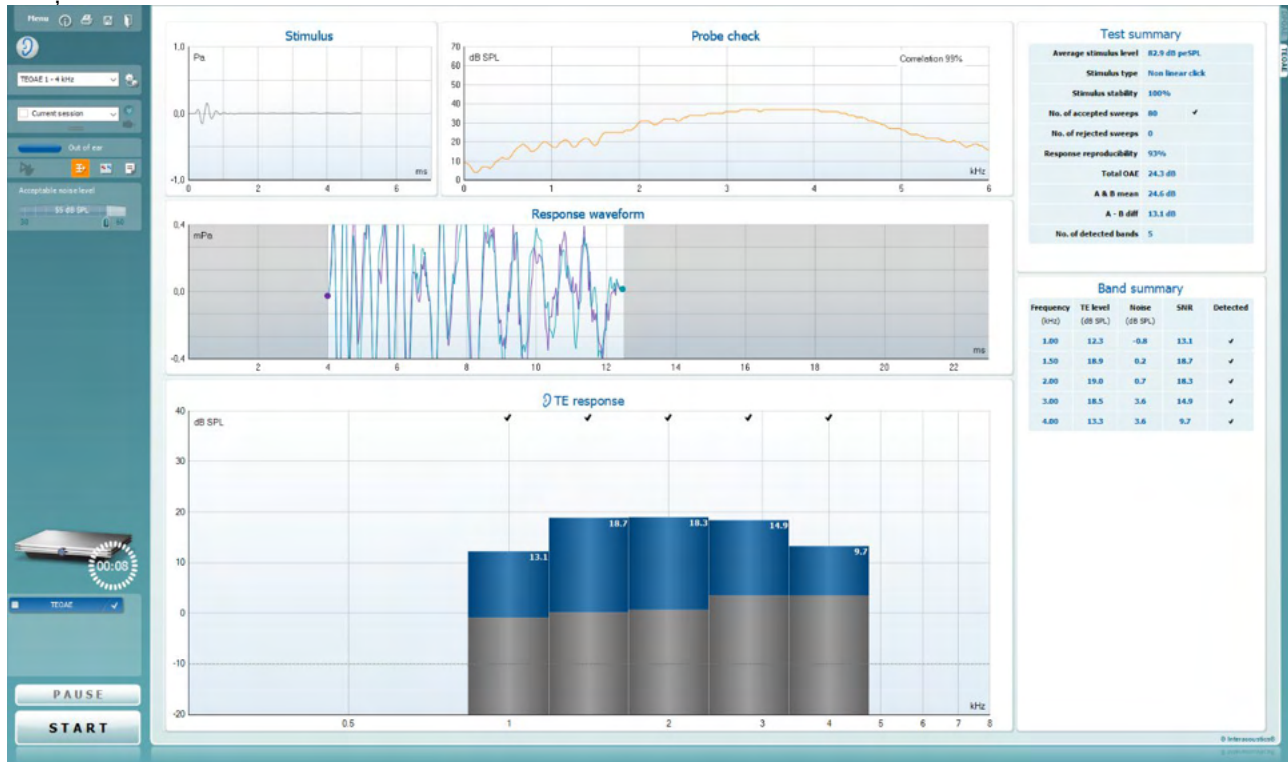 Menu
TEOAE 1 - 4 kHz
Current session
Out of ear
Acceptable noise level
55 dB SPL
30 60
00:08
TEOAE
PAUSE
START
Stimulus
1,0
Pa
0,0
-1,0
ms
0 2 4 6
Probe check
70
dB SPL
Correlation 99%
60
50
40
30
20
10
0
kHz
0 1 2 3 4 5 6
Response waveform
0,4
mPa
0,0
-0,4
ms
2 4 6 8 10 12 14 16 18 20 22
TE response
40
dB SPL
30
20
10
0
-10
-20
13.1 18.7 18.3 14.9 9.7
kHz
0.5 1 2 3 4 5 6 7 8
Test summary
Average stimulus level 82.9 dB peSPL
Stimulus type Non linear click
Stimulus stability 100%
No. of accepted sweeps 80
No. of rejected sweeps 0
Response reproducibility 93%
Total OAE 24.3 dB
A & B mean 24.6 dB
A - B diff 13.1 dB
No. of detected bands 5
Band summary
Frequency TE level Noise SNR Detected
(kHz) (dB SPL) (dB SPL)
1.00 12.3 -0.8 13.1
1.50 18.9 0.2 18.7
2.00 19.0 0.7 18.3
3.00 18.5 3.6 14.9
4.00 13.3 3.6 9.7
TEOAE
© Interacoustics®